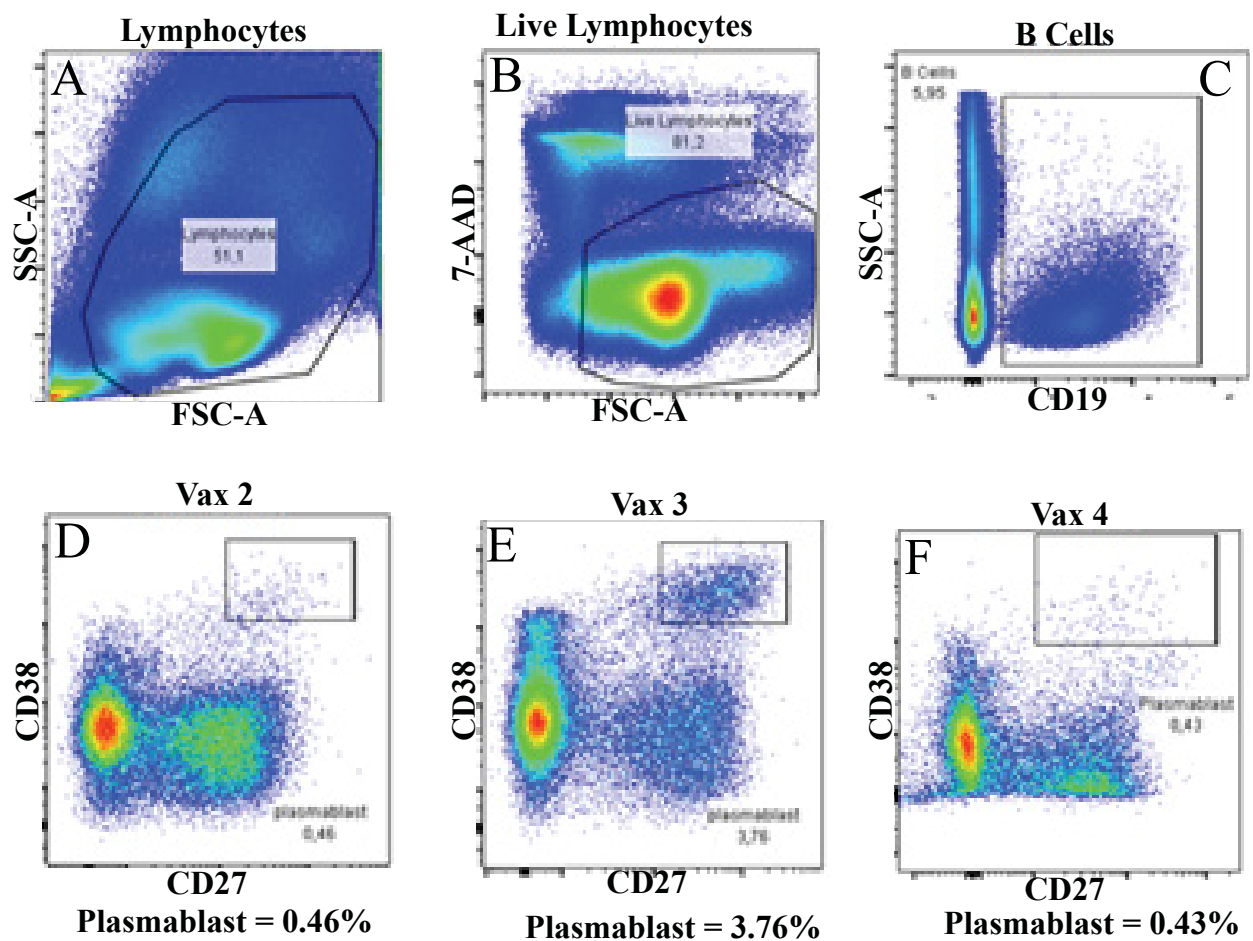 Lymphocytes
A
SSC-A
Lymphocytes
51,1
FSC-A
Live Lymphocytes
B
7-AAD
Live Lymphocytes
81,2
FSC-A
B Cells
C
SSC-A
B Cells
5,95
CD19
Vax 2
D
CD38
plasmablast
0,46
CD27
Plasmablast = 0.46%
Vax 3
E
CD38
plasmablast
3,76
CD27
Plasmablast = 3.76%
Vax 4
F
CD38
Plasmablast
0,43
CD27
Plasmablast = 0.43%